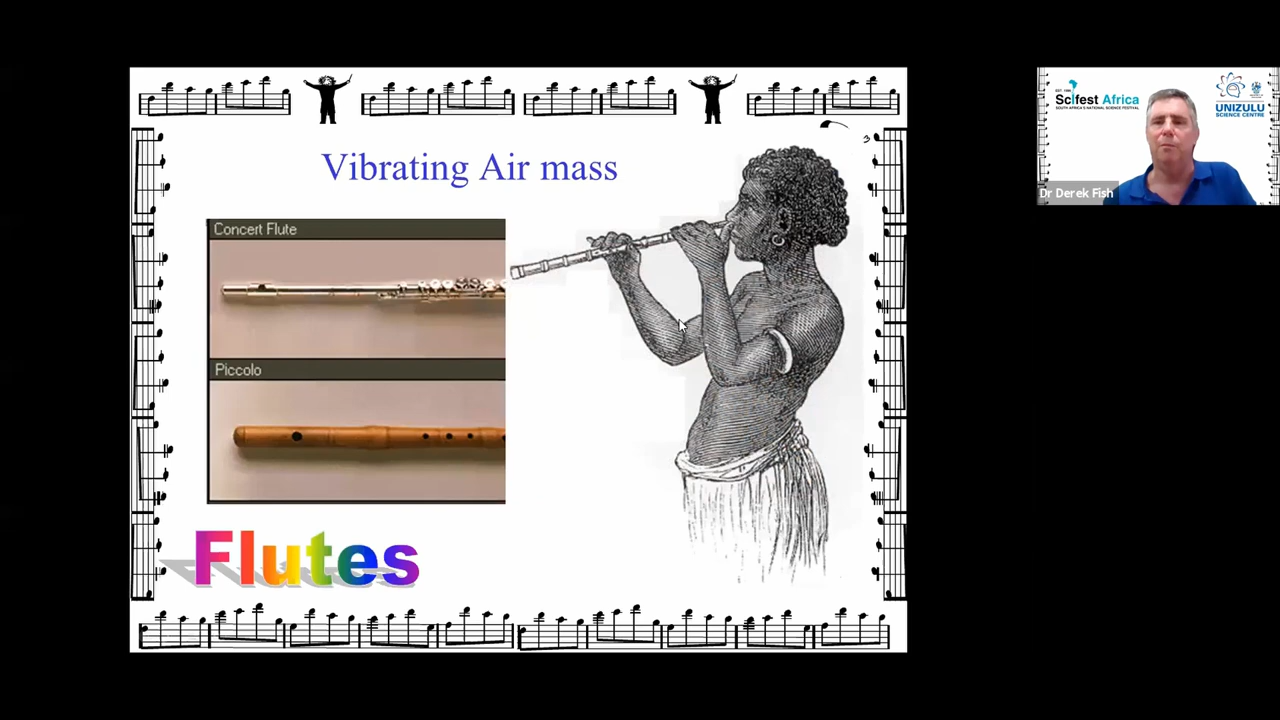 Vibrating Air mass
Concert Flute
Piccolo
Flutes
Scifest Africa
SOUTH AFRICA'S NATIONAL SCIENCE FESTIVAL
UNIZULU
SCIENCE CENTRE
Dr Derek Fish
3